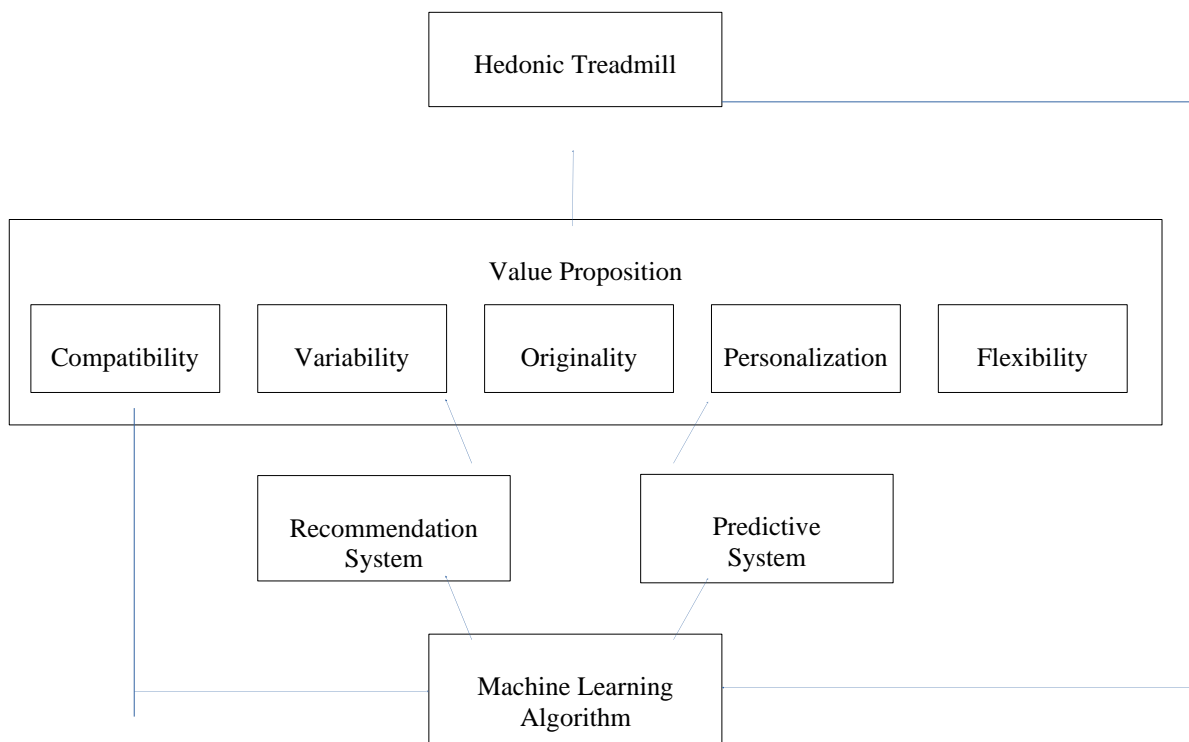 Hedonic Treadmill
Value Proposition
Compatibility
Variability
Originality
Personalization
Flexibility
Recommendation
System
Predictive
System
Machine Learning
Algorithm